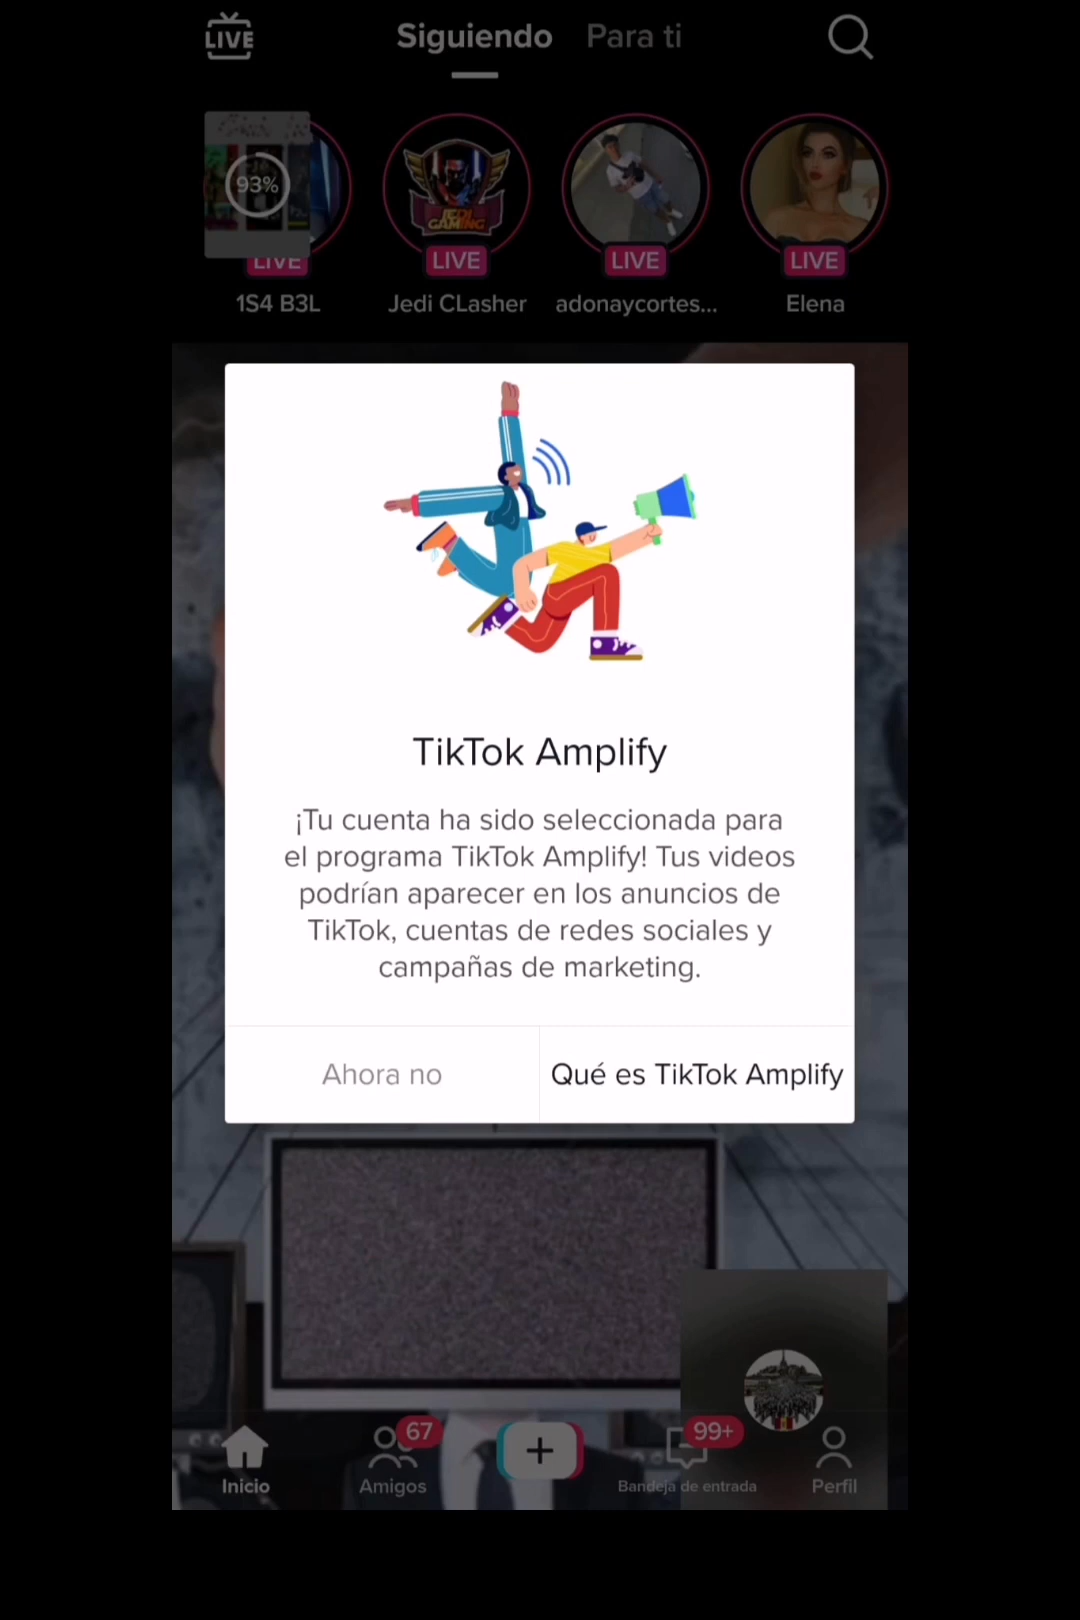 LIVE
Siguiendo
Para ti
93%
LIVE
LIVE
LIVE
LIVE
JEDI
GAMING
1S4 B3L
Jedi CLasher
adonaycortes...
Elena
TikTok Amplify
¡Tu cuenta ha sido seleccionada para
el programa TikTok Amplify! Tus videos
podrían aparecer en los anuncios de
TikTok, cuentas de redes sociales y
campañas de marketing.
Ahora no
Qué es TikTok Amplify
67
99+
Inicio
Amigos
Bandeja de entrada
Perfil